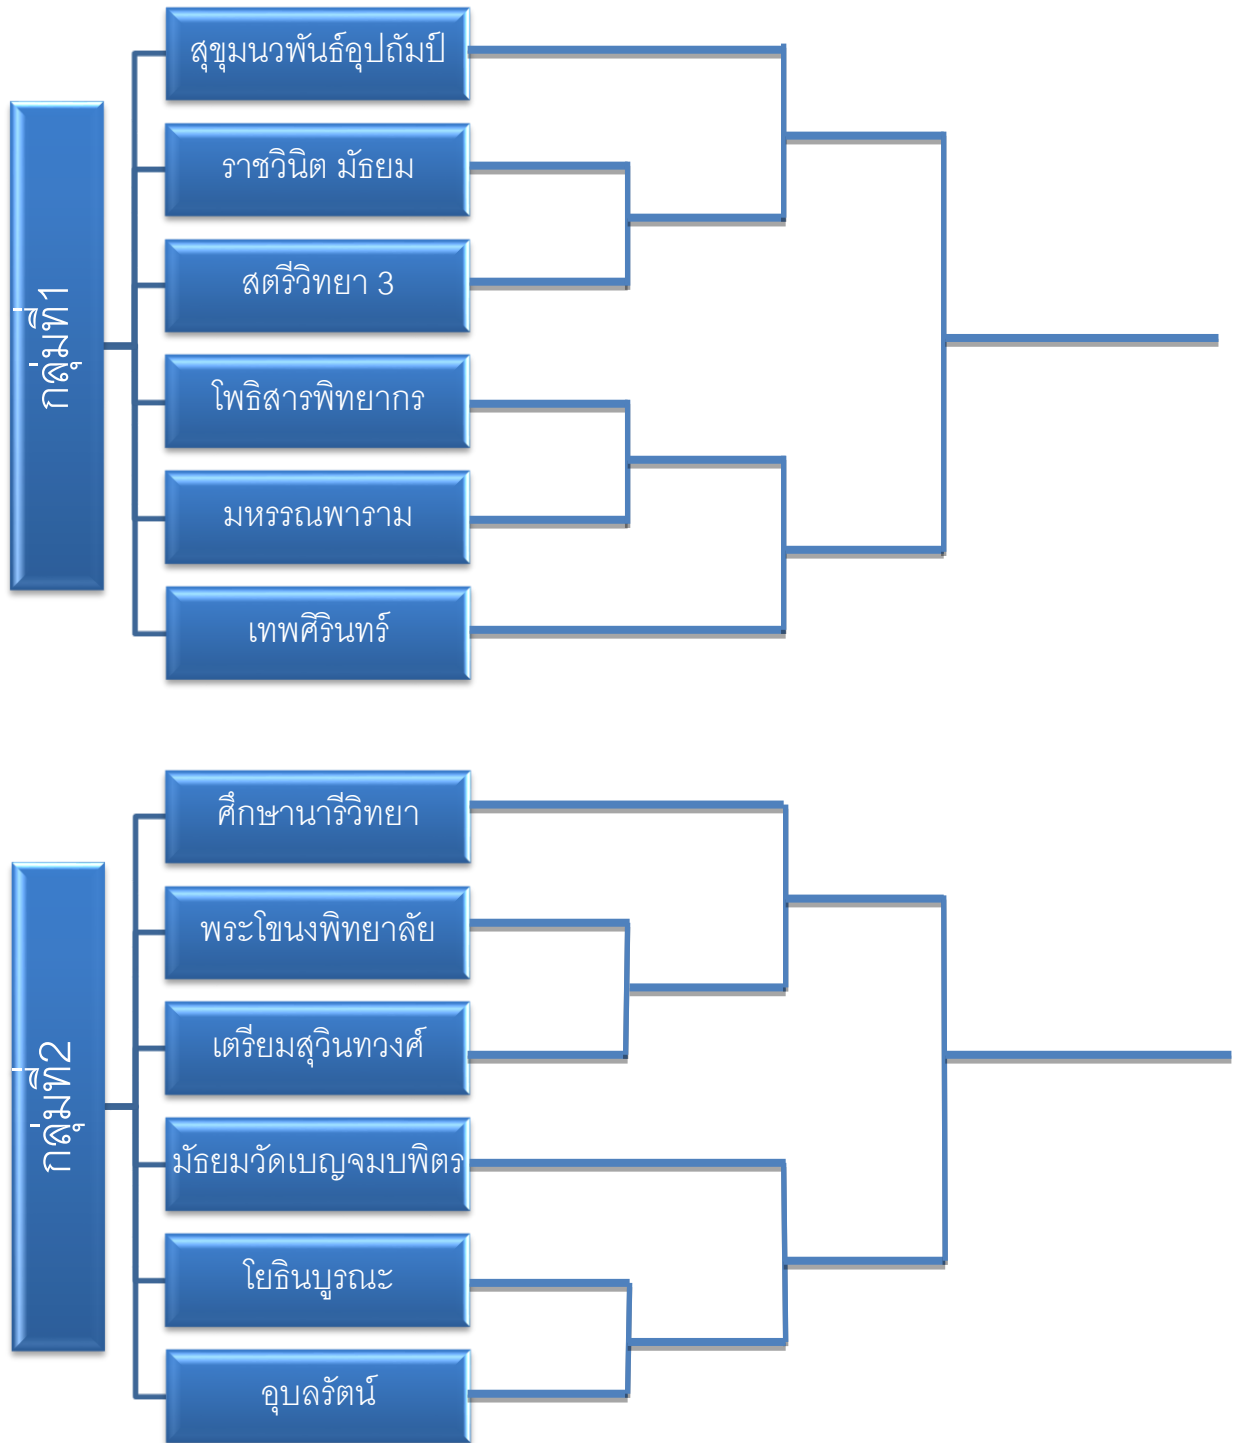 กลุ่มที่1
สุขุมนวพันธ์อุปถัมป์
ราชวินิต มัธยม
สตรีวิทยา 3
โพธิสารพิทยากร
มหรรณพาราม
เทพศิรินทร์
กลุ่มที่2
ศึกษานารีวิทยา
พระโขนงพิทยาลัย
เตรียมสุวินทวงศ์
มัธยมวัดเบญจมบพิตร
โยธินบูรณะ
อุบลรัตน์